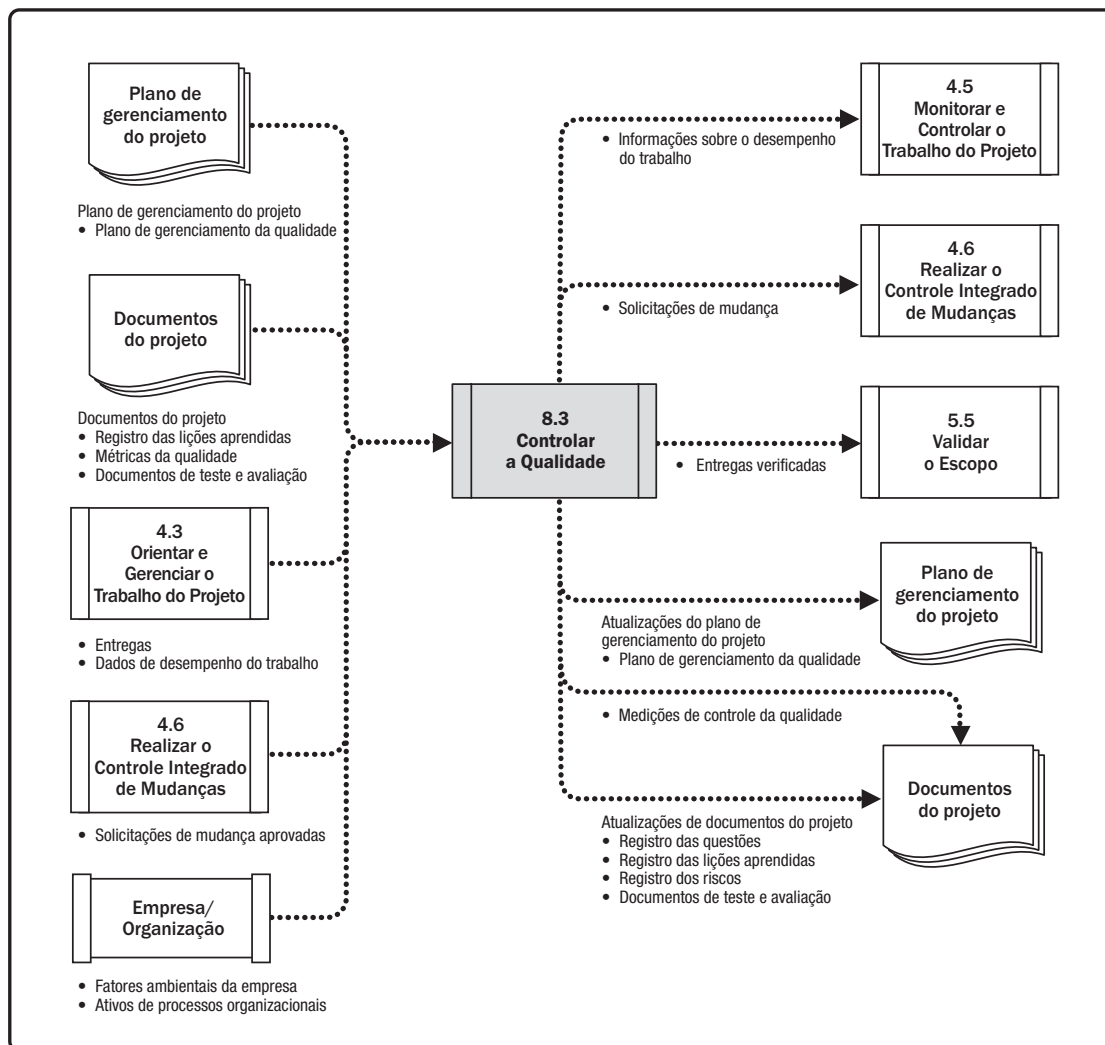 Plano de
gerenciamento
do projeto
Plano de gerenciamento do projeto
• Plano de gerenciamento da qualidade
Documentos
do projeto
Documentos do projeto
• Registro das lições aprendidas
• Métricas da qualidade
• Documentos de teste e avaliação
4.3
Orientar e
Gerenciar o
Trabalho do Projeto
• Entregas
• Dados de desempenho do trabalho
4.6
Realizar o
Controle Integrado
de Mudanças
• Solicitações de mudança aprovadas
Empresa/
Organização
• Fatores ambientais da empresa
• Ativos de processos organizacionais
8.3
Controlar
a Qualidade
• Informações sobre o desempenho
do trabalho
4.5
Monitorar e
Controlar o
Trabalho do Projeto
• Solicitações de mudança
4.6
Realizar o
Controle Integrado
de Mudanças
• Entregas verificadas
5.5
Validar
o Escopo
Atualizações do plano de
gerenciamento do projeto
• Plano de gerenciamento da qualidade
Plano de
gerenciamento
do projeto
• Medições de controle da qualidade
Documentos
do projeto
Atualizações de documentos do projeto
• Registro das questões
• Registro das lições aprendidas
• Registro dos riscos
• Documentos de teste e avaliação